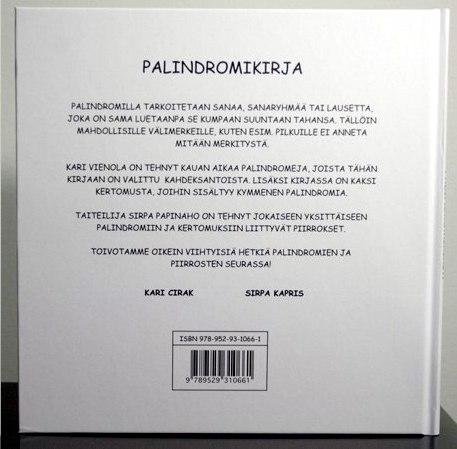 PALINDROMIKIRJA
PALINDROMILLA TARKOITETAAN SANAA, SANARYHMÄÄ TAI LAUSETTA,
JOKA ON SAMA LUETAANPA SE KUMPAAN SUUNTAAN TAHANSA. TÄLLÖIN
MAHDOLLISILLE VÄLIMERKEILLE, KUTEN ESIM. PILKUILLE EI ANNETA
MITÄÄN MERKITYSTÄ.
KARI VIENOLA ON TEHNYT KAUAN AIKAA PALINDROMEJA, JOISTA TÄHÄN
KIRJAAN ON VALITTU KAHDEKSANTOISTA. LISÄKSI KIRJASSA ON KAKSI
KERTOMUSTA, JOIHIN SISÄLTYY KYMMENEN PALINDROMIA.
TAITEILIJA SIRPA PAPINAHO ON TEHNYT JOKAISEEN YKSITTÄISEEN
PALINDROMIIN JA KERTOMUKSIIN LIITTYVÄT PIIRROKSET.
TOIVOTAMME OIKEIN VIIHTYISIÄ HETKIÄ PALINDROMIEN JA
PIIRROSTEN SEURASSA!
KARI CIRAK SIRPA KAPRIS
ISBN 978-952-93-1066-1
9 789529 310661